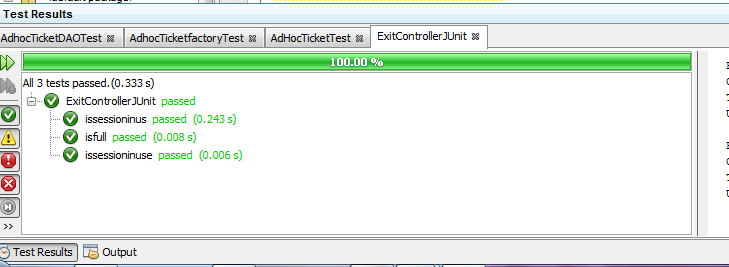 Test Results
AdhocTicketDAOTest AdhocTicketfactoryTest AdHocTicketTest ExitControllerJUnit
100.00 %
All 3 tests passed.(0.333 s)
ExitControllerJUnit passed
issessioninus passed (0.243 s)
isfull passed (0.008 s)
issessioninuse passed (0.006 s)
>>
Test Results Output